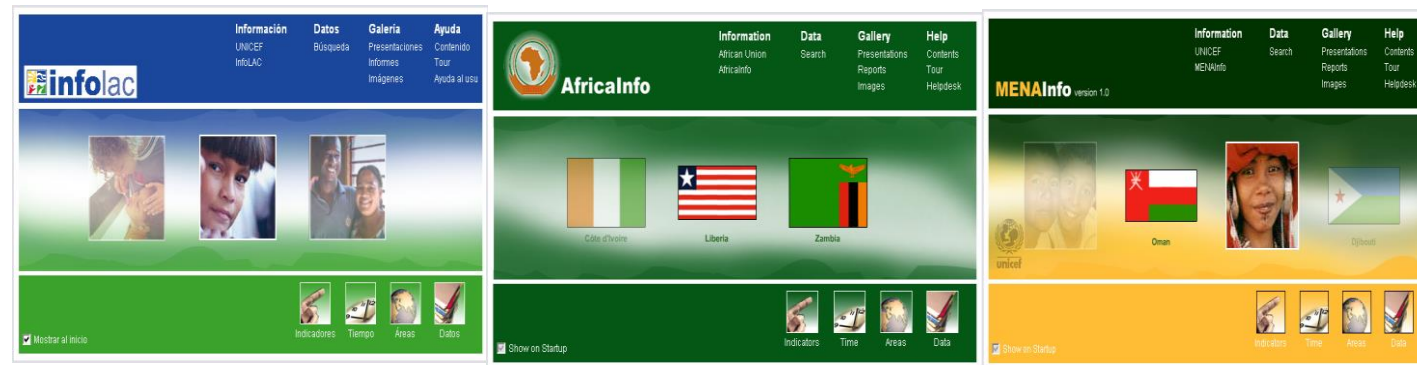 Información Datos Galería Ayuda
UNICEF Búsqueda Presentaciones Contenido
InfoLAC Informes Tour
Imágenes Ayuda al usu
infolac
Mostrar al inicio
Indicadores Tiempo Áreas Datos
Information Data Gallery Help
African Union Search Presentations Contents
AfricaInfo Reports Tour
Images Helpdesk
AfricaInfo
Côte d'Ivoire Liberia Zambia
Show on Startup
Indicators Time Areas Data
Information Data Gallery Help
UNICEF Search Presentations Contents
MENAInfo Reports Tour
Images Helpdesk
MENAInfo version 1.0
Oman Djibouti
unicef
Show on Startup
Indicators Time Areas Data